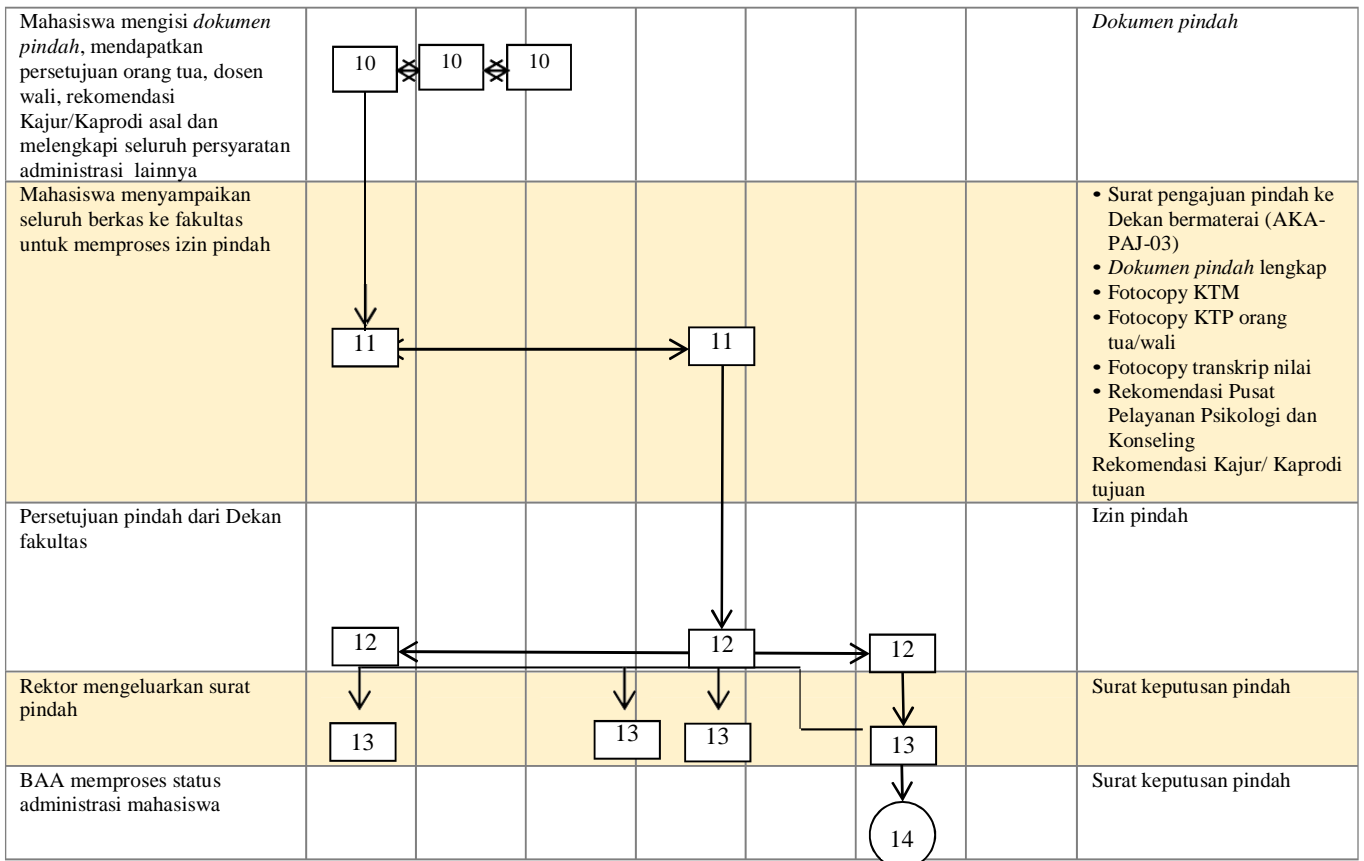 Mahasiswa mengisi dokumen
pindah, mendapatkan
persetujuan orang tua, dosen
wali, rekomendasi
Kajur/Kaprodi asal dan
melengkapi seluruh persyaratan
administrasi lainnya
10
10
10
Dokumen pindah
Mahasiswa menyampaikan
seluruh berkas ke fakultas
untuk memproses izin pindah
11
11
• Surat pengajuan pindah ke
Dekan bermaterai (AKA-
PAJ-03)
• Dokumen pindah lengkap
• Fotocopy KTM
• Fotocopy KTP orang
tua/wali
• Fotocopy transkrip nilai
• Rekomendasi Pusat
Pelayanan Psikologi dan
Konseling
Rekomendasi Kajur/ Kaprodi
tujuan
Persetujuan pindah dari Dekan
fakultas
12
12
12
Izin pindah
Rektor mengeluarkan surat
pindah
13
13
13
13
Surat keputusan pindah
BAA memproses status
administrasi mahasiswa
14
Surat keputusan pindah